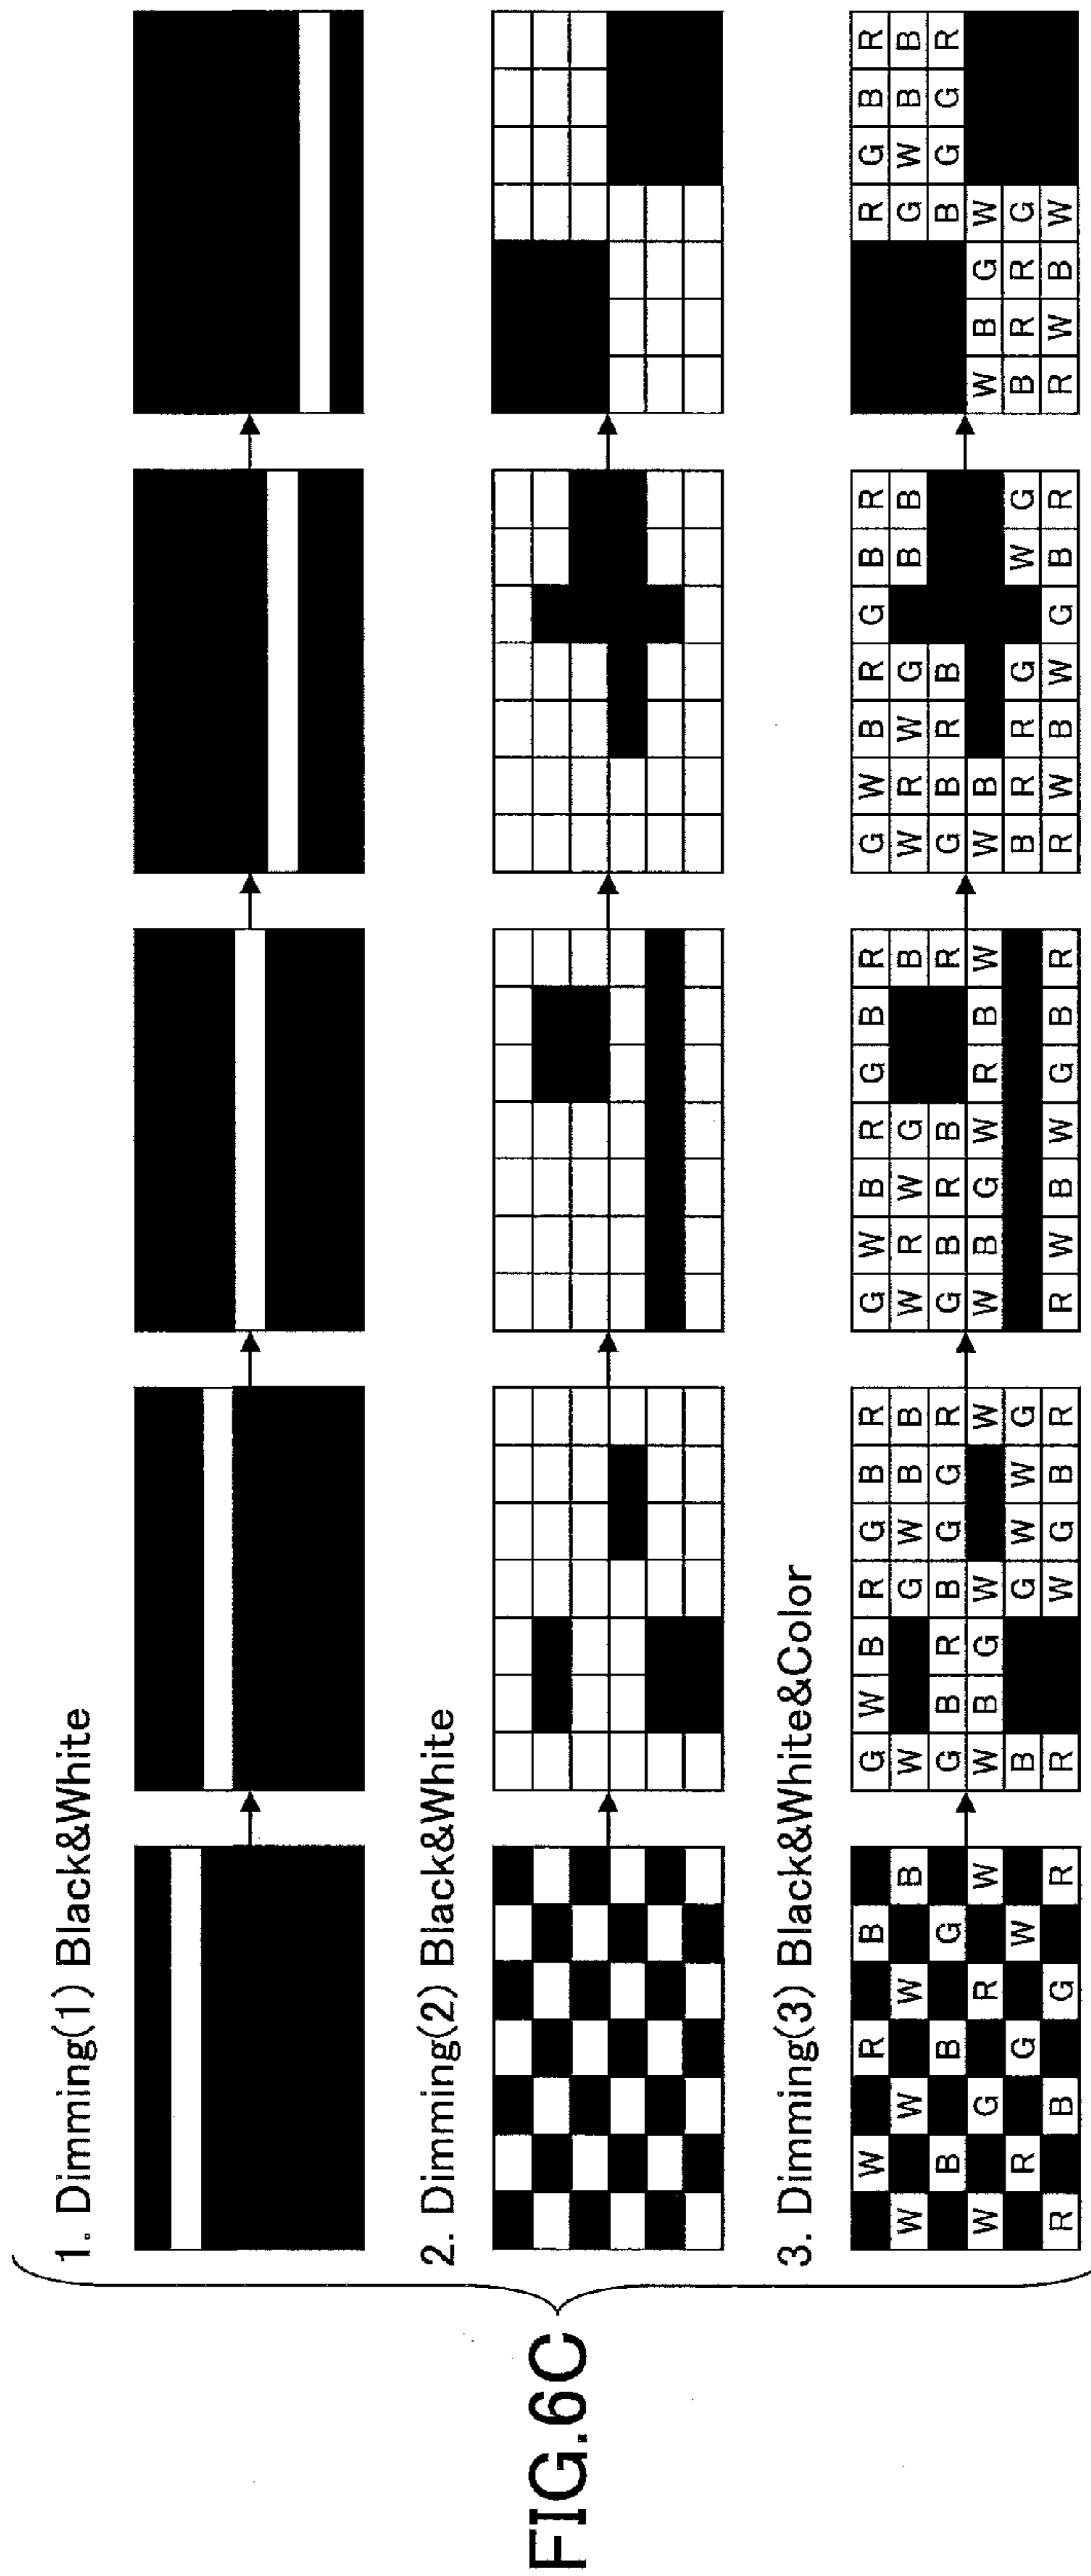 FIG.6C
1. Dimming(1) Black&White
2. Dimming(2) Black&White
3. Dimming(3) Black&White&Color
W R B
W W W B
B B G
W G R W
R G W
R B G R
G W B R G B R
W G W B B
G B R B G G R
W B G W W
B G W W G
R W G B R
G W B R G B R
W R W G B
G B R B R
W B G W R B W
R W B W G B R
G W B R G B R
W R W G B B
G B R B
W B
B R R G W G
R W B W G B R
R G B R
G W B B
B G G R
W B G W
B R R G
R W B W